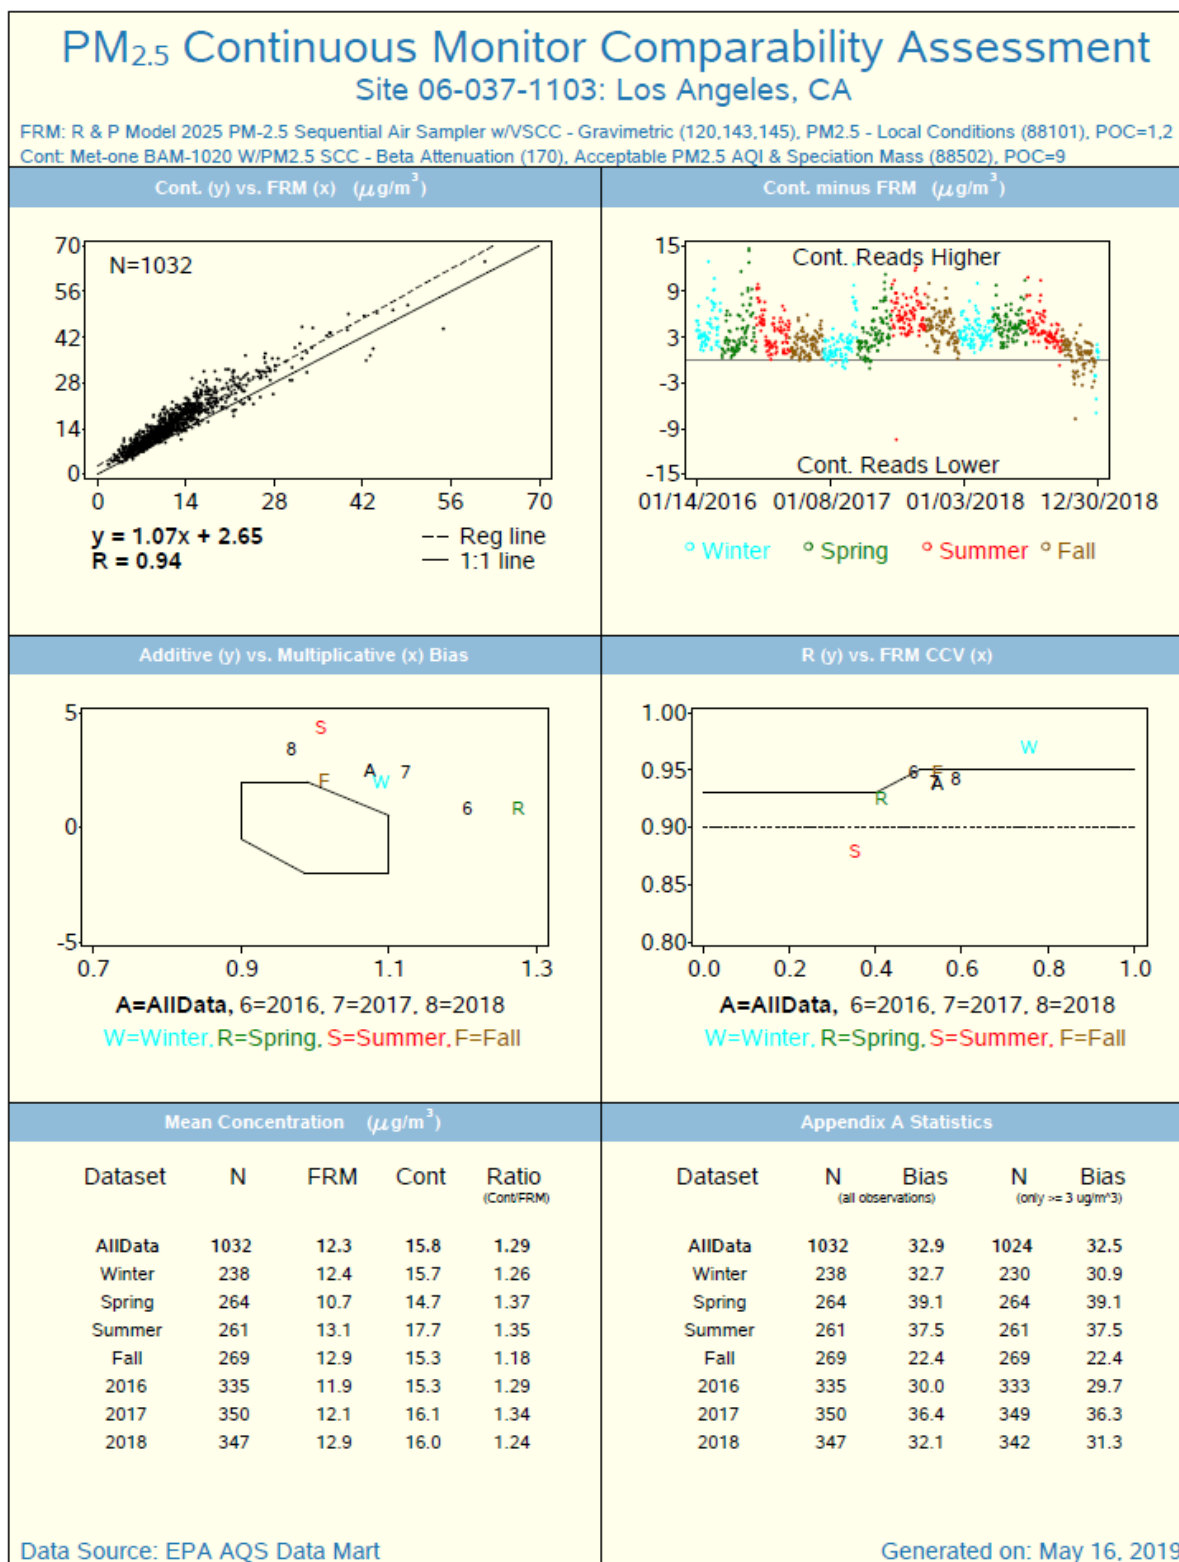 PM2.5 Continuous Monitor Comparability Assessment
Site 06-037-1103: Los Angeles, CA
FRM: R & P Model 2025 PM-2.5 Sequential Air Sampler w/VSCC - Gravimetric (120,143,145), PM2.5 - Local Conditions (88101), POC=1,2
Cont: Met-one BAM-1020 W/PM2.5 SCC - Beta Attenuation (170), Acceptable PM2.5 AQI & Speciation Mass (88502), POC=9
Cont. (y) vs. FRM (x) (μg/m³)
70
56
42
28
14
0
N=1032
0 14 28 42 56 70
y = 1.07x + 2.65
R = 0.94
Reg line
1:1 line
Cont. minus FRM (μg/m³)
15
9
3
-3
-9
-15
Cont. Reads Higher
Cont. Reads Lower
01/14/2016 01/08/2017 01/03/2018 12/30/2018
Winter Spring Summer Fall
Additive (y) vs. Multiplicative (x) Bias
5
0
-5
S
8
A
7
F
W
6
R
0.7 0.9 1.1 1.3
A=AllData, 6=2016, 7=2017, 8=2018
W=Winter, R=Spring, S=Summer, F=Fall
R (y) vs. FRM CCV (x)
1.00
0.95
0.90
0.85
0.80
W
6
F
8
A
R
S
0.0 0.2 0.4 0.6 0.8 1.0
A=AllData, 6=2016, 7=2017, 8=2018
W=Winter, R=Spring, S=Summer, F=Fall
Mean Concentration (μg/m³)
Dataset N FRM Cont Ratio
(Cont/FRM)
AllData 1032 12.3 15.8 1.29
Winter 238 12.4 15.7 1.26
Spring 264 10.7 14.7 1.37
Summer 261 13.1 17.7 1.35
Fall 269 12.9 15.3 1.18
2016 335 11.9 15.3 1.29
2017 350 12.1 16.1 1.34
2018 347 12.9 16.0 1.24
Appendix A Statistics
Dataset N Bias N Bias
(all observations) (only >= 3 ug/m^3)
AllData 1032 32.9 1024 32.5
Winter 238 32.7 230 30.9
Spring 264 39.1 264 39.1
Summer 261 37.5 261 37.5
Fall 269 22.4 269 22.4
2016 335 30.0 333 29.7
2017 350 36.4 349 36.3
2018 347 32.1 342 31.3
Data Source: EPA AQS Data Mart
Generated on: May 16, 2019